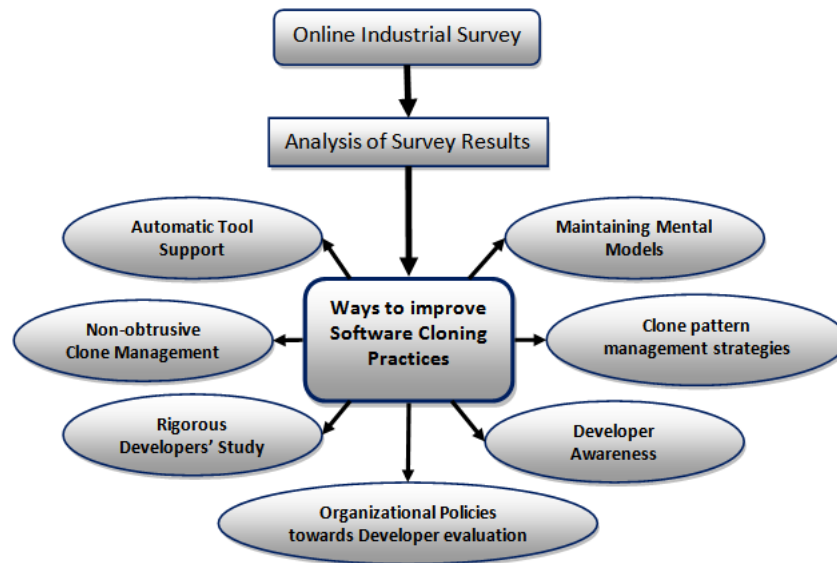 Online Industrial Survey
Analysis of Survey Results
Automatic Tool
Support
Maintaining Mental
Models
Ways to improve
Software Cloning
Practices
Non-obtrusive
Clone Management
Clone pattern
management strategies
Rigorous
Developers’ Study
Developer
Awareness
Organizational Policies
towards Developer evaluation